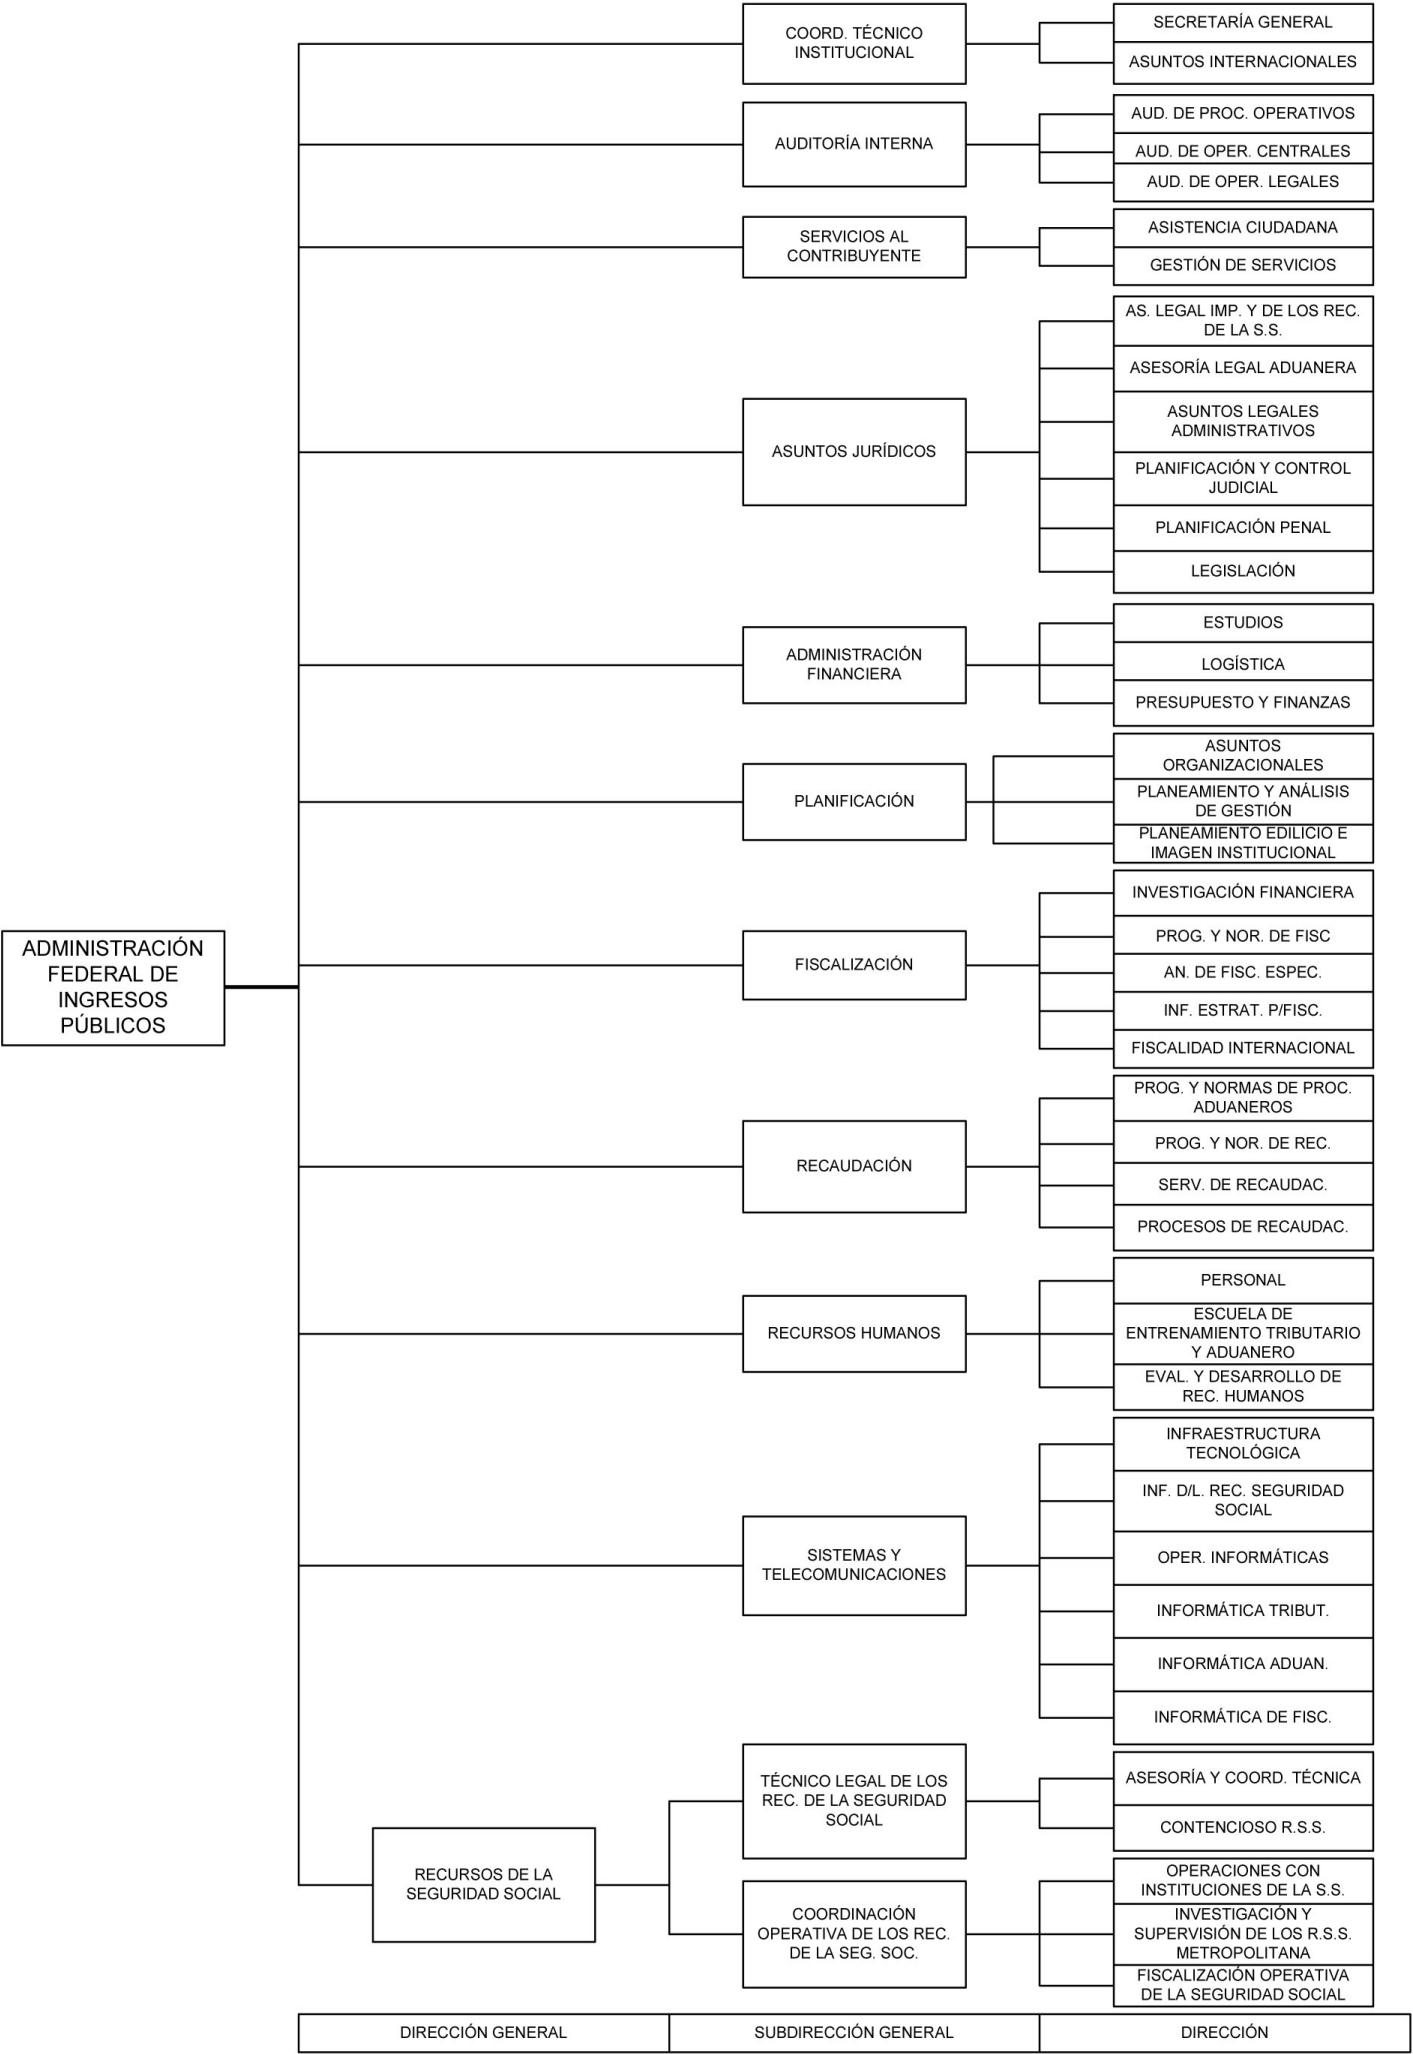 ADMINISTRACIÓN
FEDERAL DE
INGRESOS
PÚBLICOS
COORD. TÉCNICO
INSTITUCIONAL
SECRETARÍA GENERAL
ASUNTOS INTERNACIONALES
AUDITORÍA INTERNA
AUD. DE PROC. OPERATIVOS
AUD. DE OPER. CENTRALES
AUD. DE OPER. LEGALES
SERVICIOS AL
CONTRIBUYENTE
ASISTENCIA CIUDADANA
GESTIÓN DE SERVICIOS
ASUNTOS JURÍDICOS
AS. LEGAL IMP. Y DE LOS REC.
DE LA S.S.
ASESORÍA LEGAL ADUANERA
ASUNTOS LEGALES
ADMINISTRATIVOS
PLANIFICACIÓN Y CONTROL
JUDICIAL
PLANIFICACIÓN PENAL
LEGISLACIÓN
ADMINISTRACIÓN
FINANCIERA
ESTUDIOS
LOGÍSTICA
PRESUPUESTO Y FINANZAS
PLANIFICACIÓN
ASUNTOS
ORGANIZACIONALES
PLANEAMIENTO Y ANÁLISIS
DE GESTIÓN
PLANEAMIENTO EDILICIO E
IMAGEN INSTITUCIONAL
FISCALIZACIÓN
INVESTIGACIÓN FINANCIERA
PROG. Y NOR. DE FISC
AN. DE FISC. ESPEC.
INF. ESTRAT. P/FISC.
FISCALIDAD INTERNACIONAL
RECAUDACIÓN
PROG. Y NORMAS DE PROC.
ADUANEROS
PROG. Y NOR. DE REC.
SERV. DE RECAUDAC.
PROCESOS DE RECAUDAC.
RECURSOS HUMANOS
PERSONAL
ESCUELA DE
ENTRENAMIENTO TRIBUTARIO
Y ADUANERO
EVAL. Y DESARROLLO DE
REC. HUMANOS
SISTEMAS Y
TELECOMUNICACIONES
INFRAESTRUCTURA
TECNOLÓGICA
INF. D/L. REC. SEGURIDAD
SOCIAL
OPER. INFORMÁTICAS
INFORMÁTICA TRIBUT.
INFORMÁTICA ADUAN.
INFORMÁTICA DE FISC.
RECURSOS DE LA
SEGURIDAD SOCIAL
TÉCNICO LEGAL DE LOS
REC. DE LA SEGURIDAD
SOCIAL
ASESORÍA Y COORD. TÉCNICA
CONTENCIOSO R.S.S.
COORDINACIÓN
OPERATIVA DE LOS REC.
DE LA SEG. SOC.
OPERACIONES CON
INSTITUCIONES DE LA S.S.
INVESTIGACIÓN Y
SUPERVISIÓN DE LOS R.S.S.
METROPOLITANA
FISCALIZACIÓN OPERATIVA
DE LA SEGURIDAD SOCIAL
DIRECCIÓN GENERAL
SUBDIRECCIÓN GENERAL
DIRECCIÓN